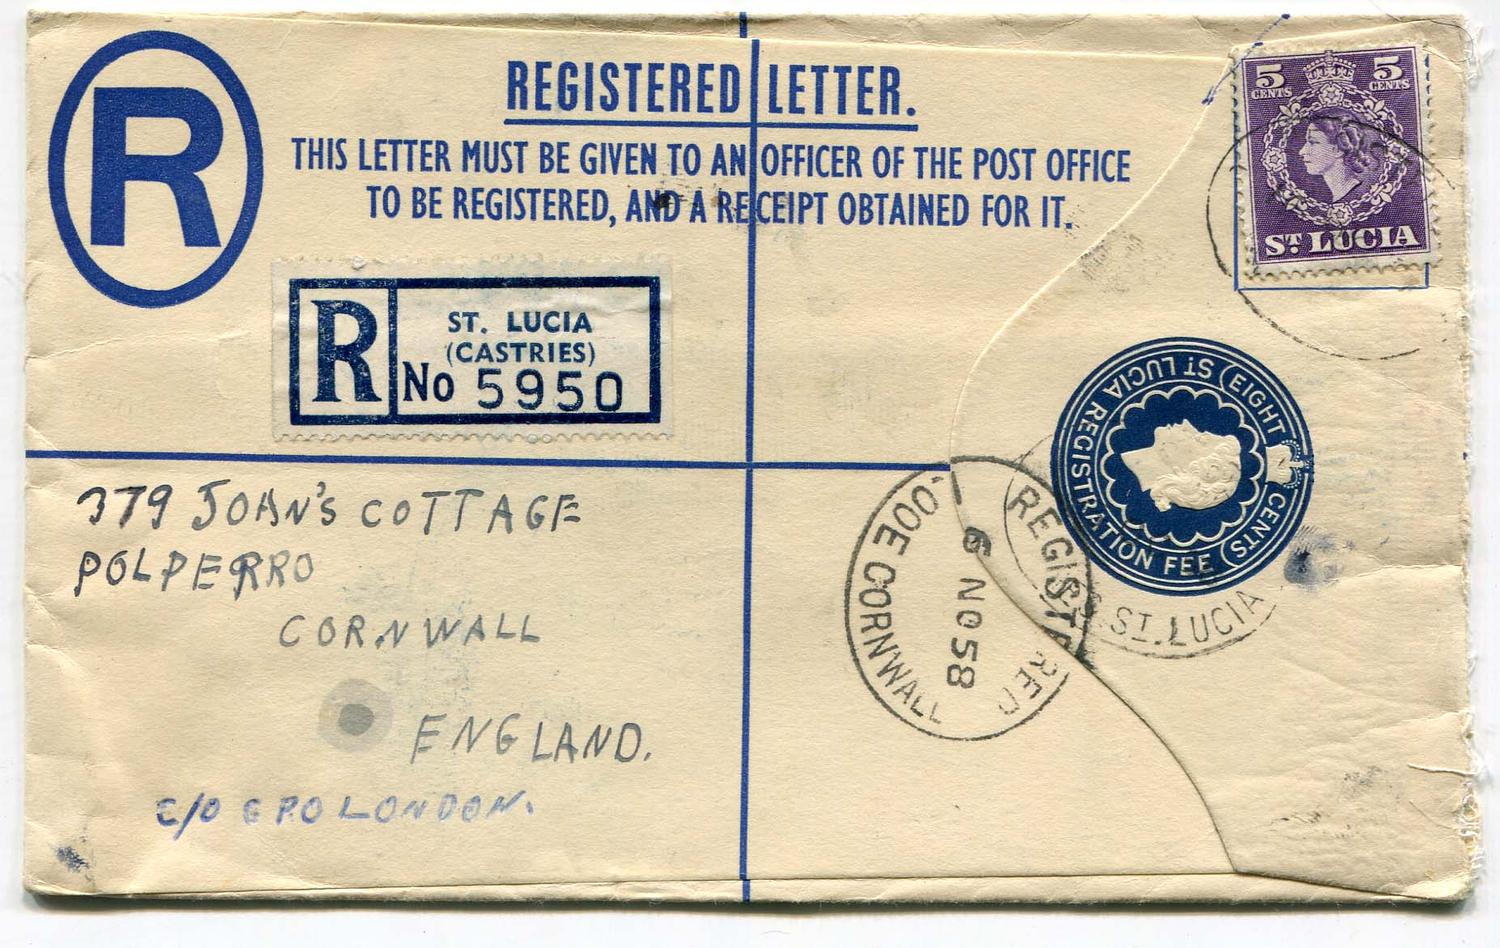 R
REGISTERED LETTER.
THIS LETTER MUST BE GIVEN TO AN OFFICER OF THE POST OFFICE
TO BE REGISTERED, AND A RECEIPT OBTAINED FOR IT.
5 CENTS 5 CENTS
ST. LUCIA
R
ST. LUCIA
(CASTRIES)
No 5950
ST. LUCIA REGISTRATION FEE (EIGHT CENTS)
379 JOAN'S COTTAGE
POLPERRO
CORNWALL
ENGLAND.
C/O GPO LONDON.
LOOE CORNWALL
6 NO 58
REGISTERED
ST. LUCIA